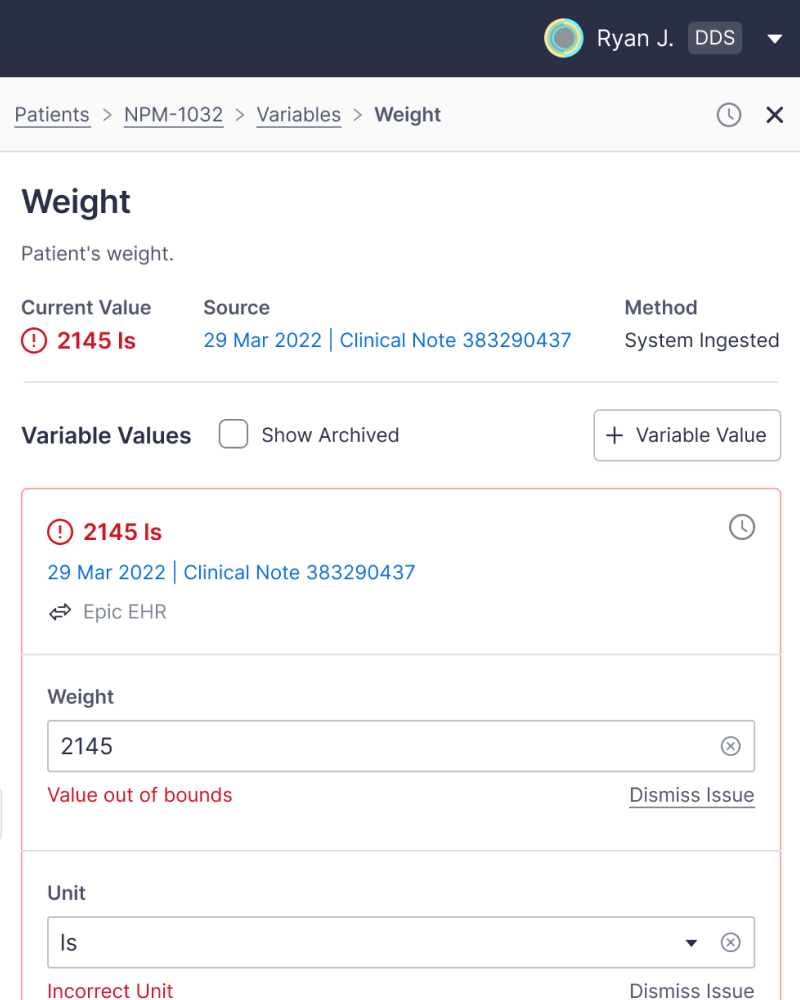 Ryan J. DDS
Patients > NPM-1032 > Variables > Weight
Weight
Patient's weight.
Current Value Source Method
2145 ls 29 Mar 2022 | Clinical Note 383290437 System Ingested
Variable Values Show Archived + Variable Value
2145 ls
29 Mar 2022 | Clinical Note 383290437
Epic EHR
Weight
2145
Value out of bounds Dismiss Issue
Unit
ls
Incorrect Unit Dismiss Issue